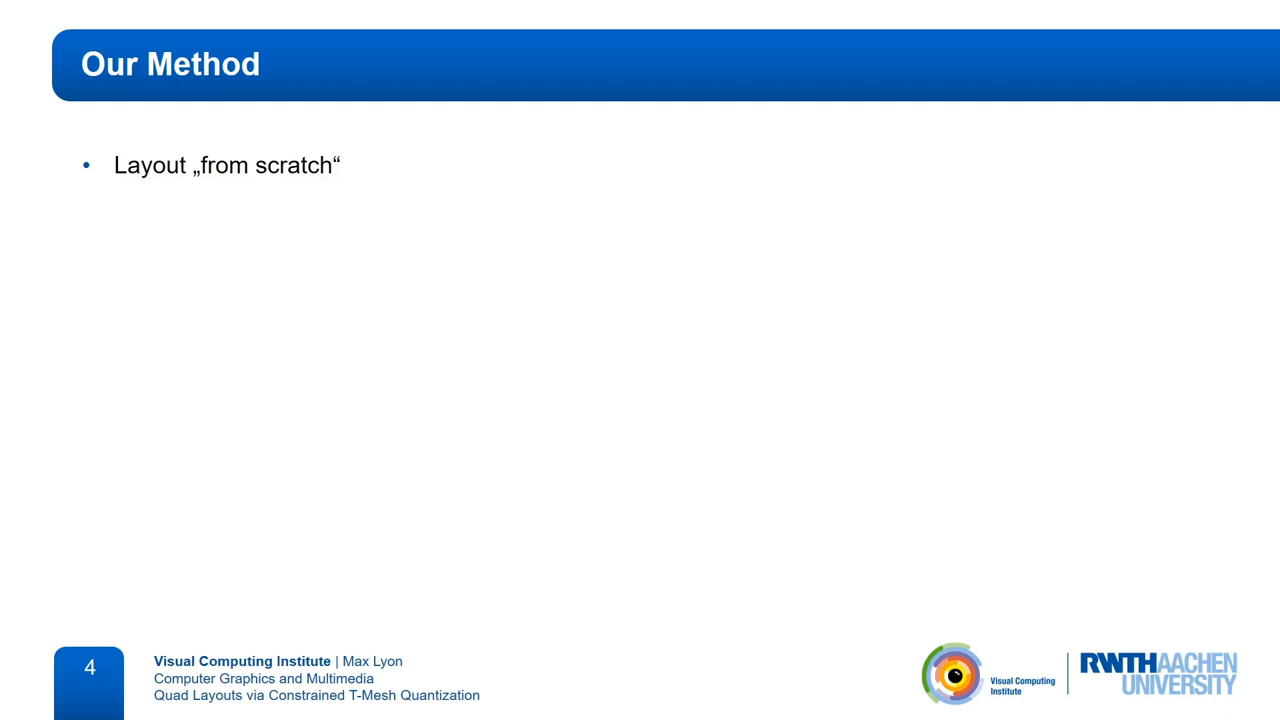 Our Method
• Layout „from scratch“
4
Visual Computing Institute | Max Lyon
Computer Graphics and Multimedia
Quad Layouts via Constrained T-Mesh Quantization
Visual Computing
Institute
RWTHAACHEN
UNIVERSITY